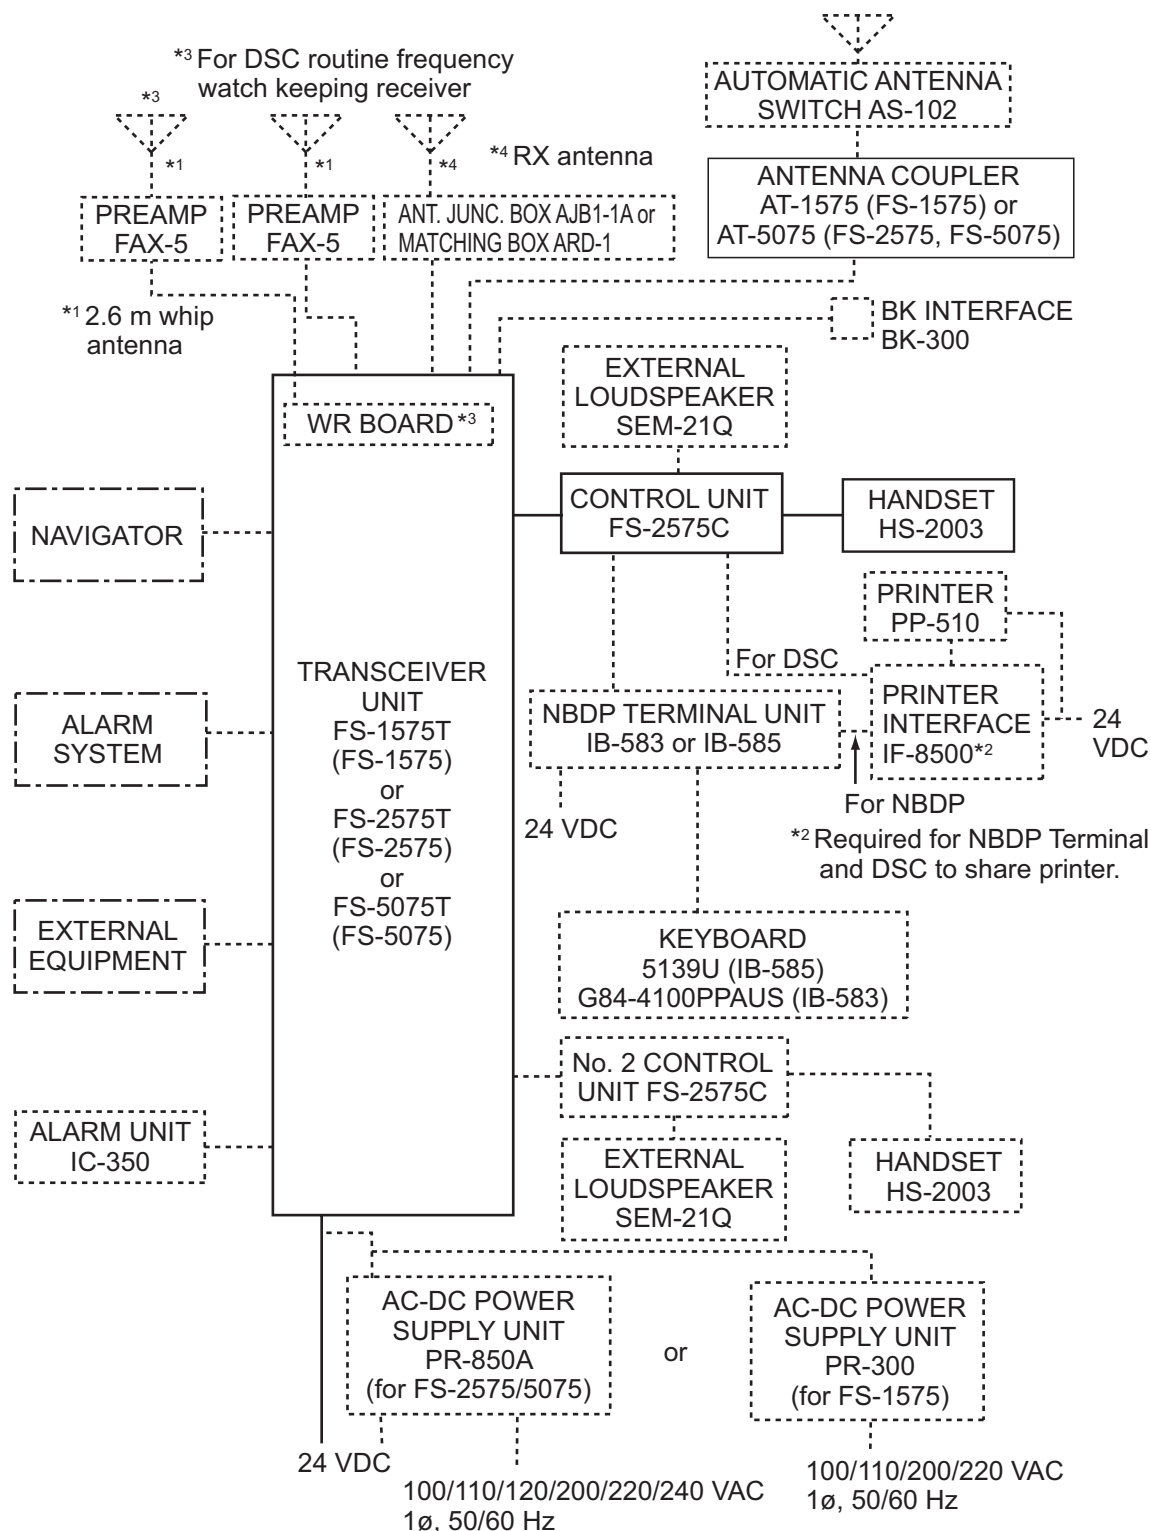 *3 For DSC routine frequency
watch keeping receiver
AUTOMATIC ANTENNA
SWITCH AS-102
*3
*1
*1
*4
*4 RX antenna
PREAMP
FAX-5
PREAMP
FAX-5
ANT. JUNC. BOX AJB1-1A or
MATCHING BOX ARD-1
ANTENNA COUPLER
AT-1575 (FS-1575) or
AT-5075 (FS-2575, FS-5075)
*1 2.6 m whip
antenna
BK INTERFACE
BK-300
EXTERNAL
LOUDSPEAKER
SEM-21Q
WR BOARD *3
CONTROL UNIT
FS-2575C
HANDSET
HS-2003
NAVIGATOR
PRINTER
PP-510
For DSC
TRANSCEIVER
UNIT
FS-1575T
(FS-1575)
or
FS-2575T
(FS-2575)
or
FS-5075T
(FS-5075)
ALARM
SYSTEM
NBDP TERMINAL UNIT
IB-583 or IB-585
PRINTER
INTERFACE
IF-8500*2
24
VDC
24 VDC
For NBDP
*2 Required for NBDP Terminal
and DSC to share printer.
EXTERNAL
EQUIPMENT
KEYBOARD
5139U (IB-585)
G84-4100PPAUS (IB-583)
No. 2 CONTROL
UNIT FS-2575C
ALARM UNIT
IC-350
EXTERNAL
LOUDSPEAKER
SEM-21Q
HANDSET
HS-2003
AC-DC POWER
SUPPLY UNIT
PR-850A
(for FS-2575/5075)
or
AC-DC POWER
SUPPLY UNIT
PR-300
(for FS-1575)
24 VDC
100/110/120/200/220/240 VAC
1ø, 50/60 Hz
100/110/200/220 VAC
1ø, 50/60 Hz